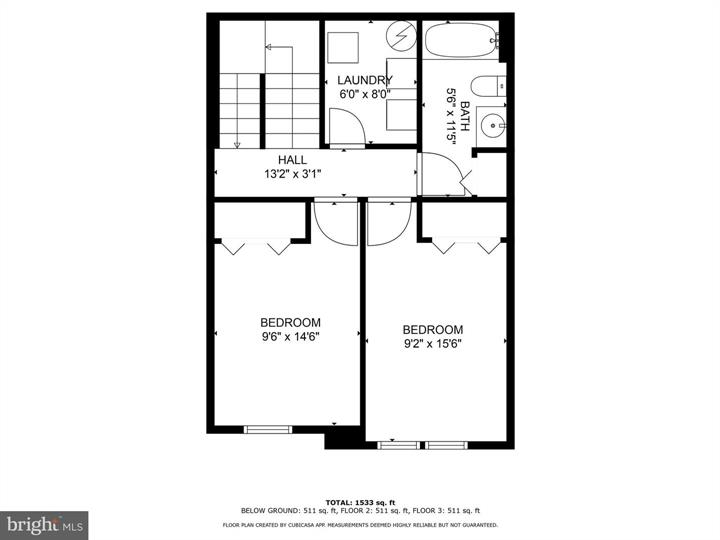 LAUNDRY
6'0" x 8'0"
BATH
5'6" x 11'5"
HALL
13'2" x 3'1"
BEDROOM
9'6" x 14'6"
BEDROOM
9'2" x 15'6"
TOTAL: 1533 sq. ft
BELOW GROUND: 511 sq. ft, FLOOR 2: 511 sq. ft, FLOOR 3: 511 sq. ft
FLOOR PLAN CREATED BY CUBICASA APP. MEASUREMENTS DEEMED HIGHLY RELIABLE BUT NOT GUARANTEED.
bright MLS